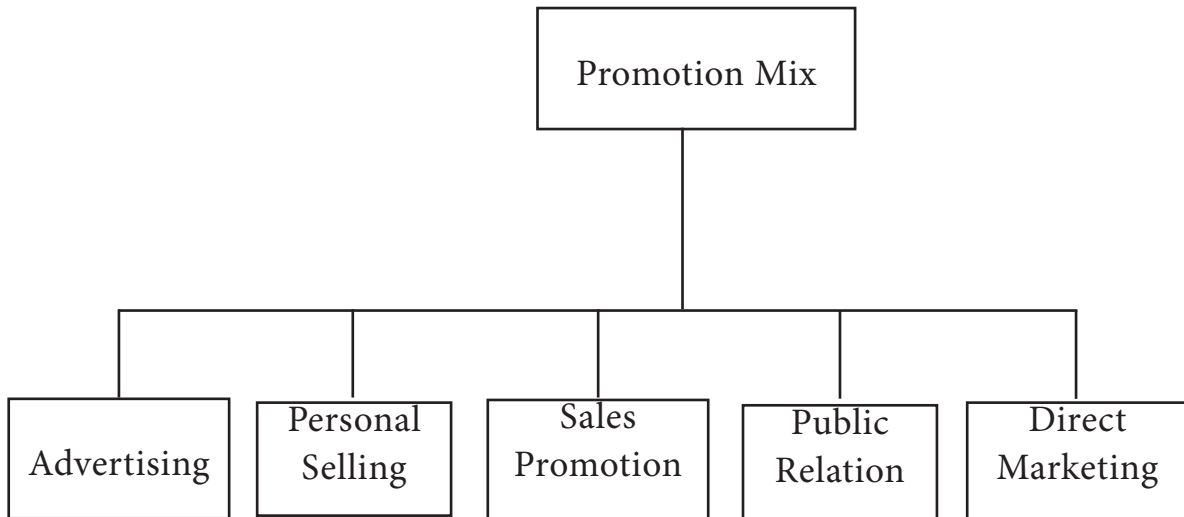 Promotion Mix
Advertising
Personal
Selling
Sales
Promotion
Public
Relation
Direct
Marketing